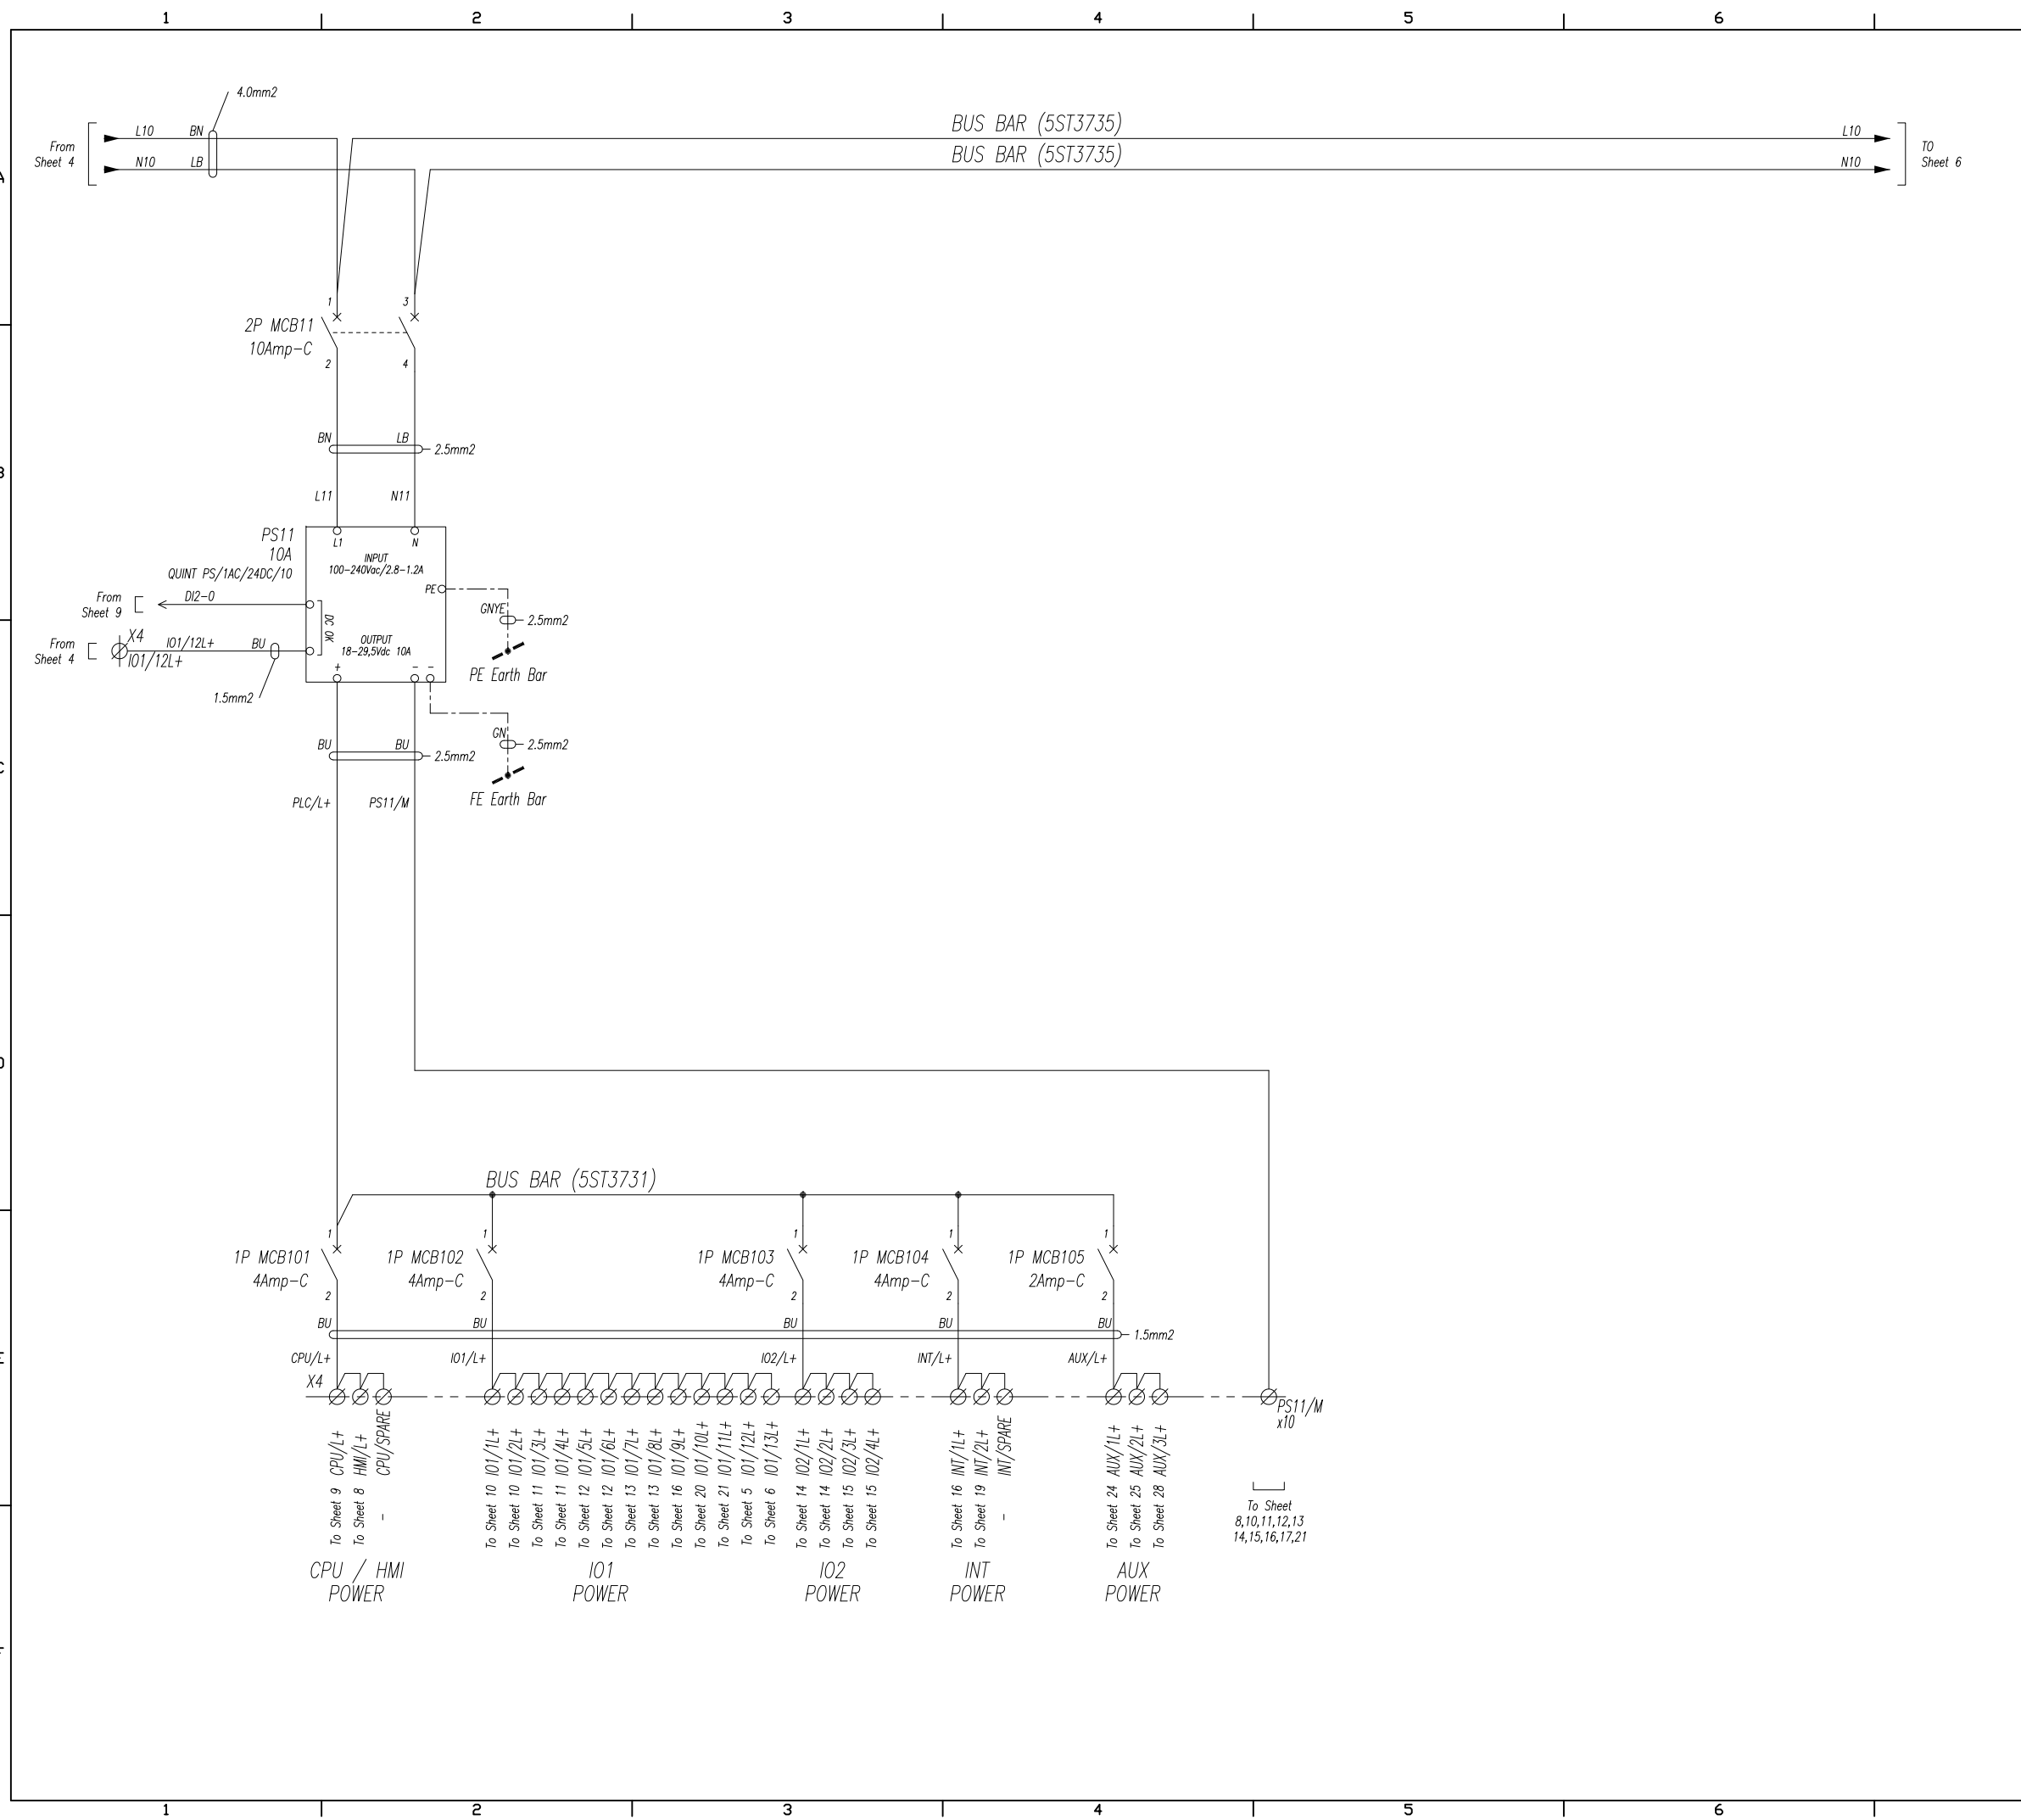 1 2 3 4 5 6
4.0mm2
From
Sheet 4
L10 BN
N10 LB
BUS BAR (5ST3735)
BUS BAR (5ST3735)
L10
N10
TO
Sheet 6
A
1 3
2P MCB11
10Amp-C
2 4
BN LB
2.5mm2
B
L11 N11
PS11
10A
QUINT PS/1AC/24DC/10
L1 N
INPUT
100-240Vac/2.8-1.2A
PE
From
Sheet 9
DI2-0
GNYE
2.5mm2
DC OK
From
Sheet 4
X4
IO1/12L+
IO1/12L+
BU
OUTPUT
18-29,5Vdc 10A
+ - -
PE Earth Bar
1.5mm2
GN
2.5mm2
BU BU
2.5mm2
C
FE Earth Bar
PLC/L+ PS11/M
D
BUS BAR (5ST3731)
1 1 1 1 1
1P MCB101
4Amp-C
1P MCB102
4Amp-C
1P MCB103
4Amp-C
1P MCB104
4Amp-C
1P MCB105
2Amp-C
2 2 2 2 2
BU BU BU BU BU
1.5mm2
E
CPU/L+ IO1/L+ IO2/L+ INT/L+ AUX/L+
X4
PS11/M
x10
To Sheet 9 CPU/L+
To Sheet 8 HMI/L+
- CPU/SPARE
To Sheet 10 IO1/1L+
To Sheet 10 IO1/2L+
To Sheet 11 IO1/3L+
To Sheet 11 IO1/4L+
To Sheet 12 IO1/5L+
To Sheet 12 IO1/6L+
To Sheet 13 IO1/7L+
To Sheet 13 IO1/8L+
To Sheet 16 IO1/9L+
To Sheet 20 IO1/10L+
To Sheet 21 IO1/11L+
To Sheet 5 IO1/12L+
To Sheet 6 IO1/13L+
To Sheet 14 IO2/1L+
To Sheet 14 IO2/2L+
To Sheet 15 IO2/3L+
To Sheet 15 IO2/4L+
To Sheet 16 INT/1L+
To Sheet 19 INT/2L+
- INT/SPARE
To Sheet 24 AUX/1L+
To Sheet 25 AUX/2L+
To Sheet 28 AUX/3L+
To Sheet
8,10,11,12,13
14,15,16,17,21
CPU / HMI
POWER
IO1
POWER
IO2
POWER
INT
POWER
AUX
POWER
1 2 3 4 5 6